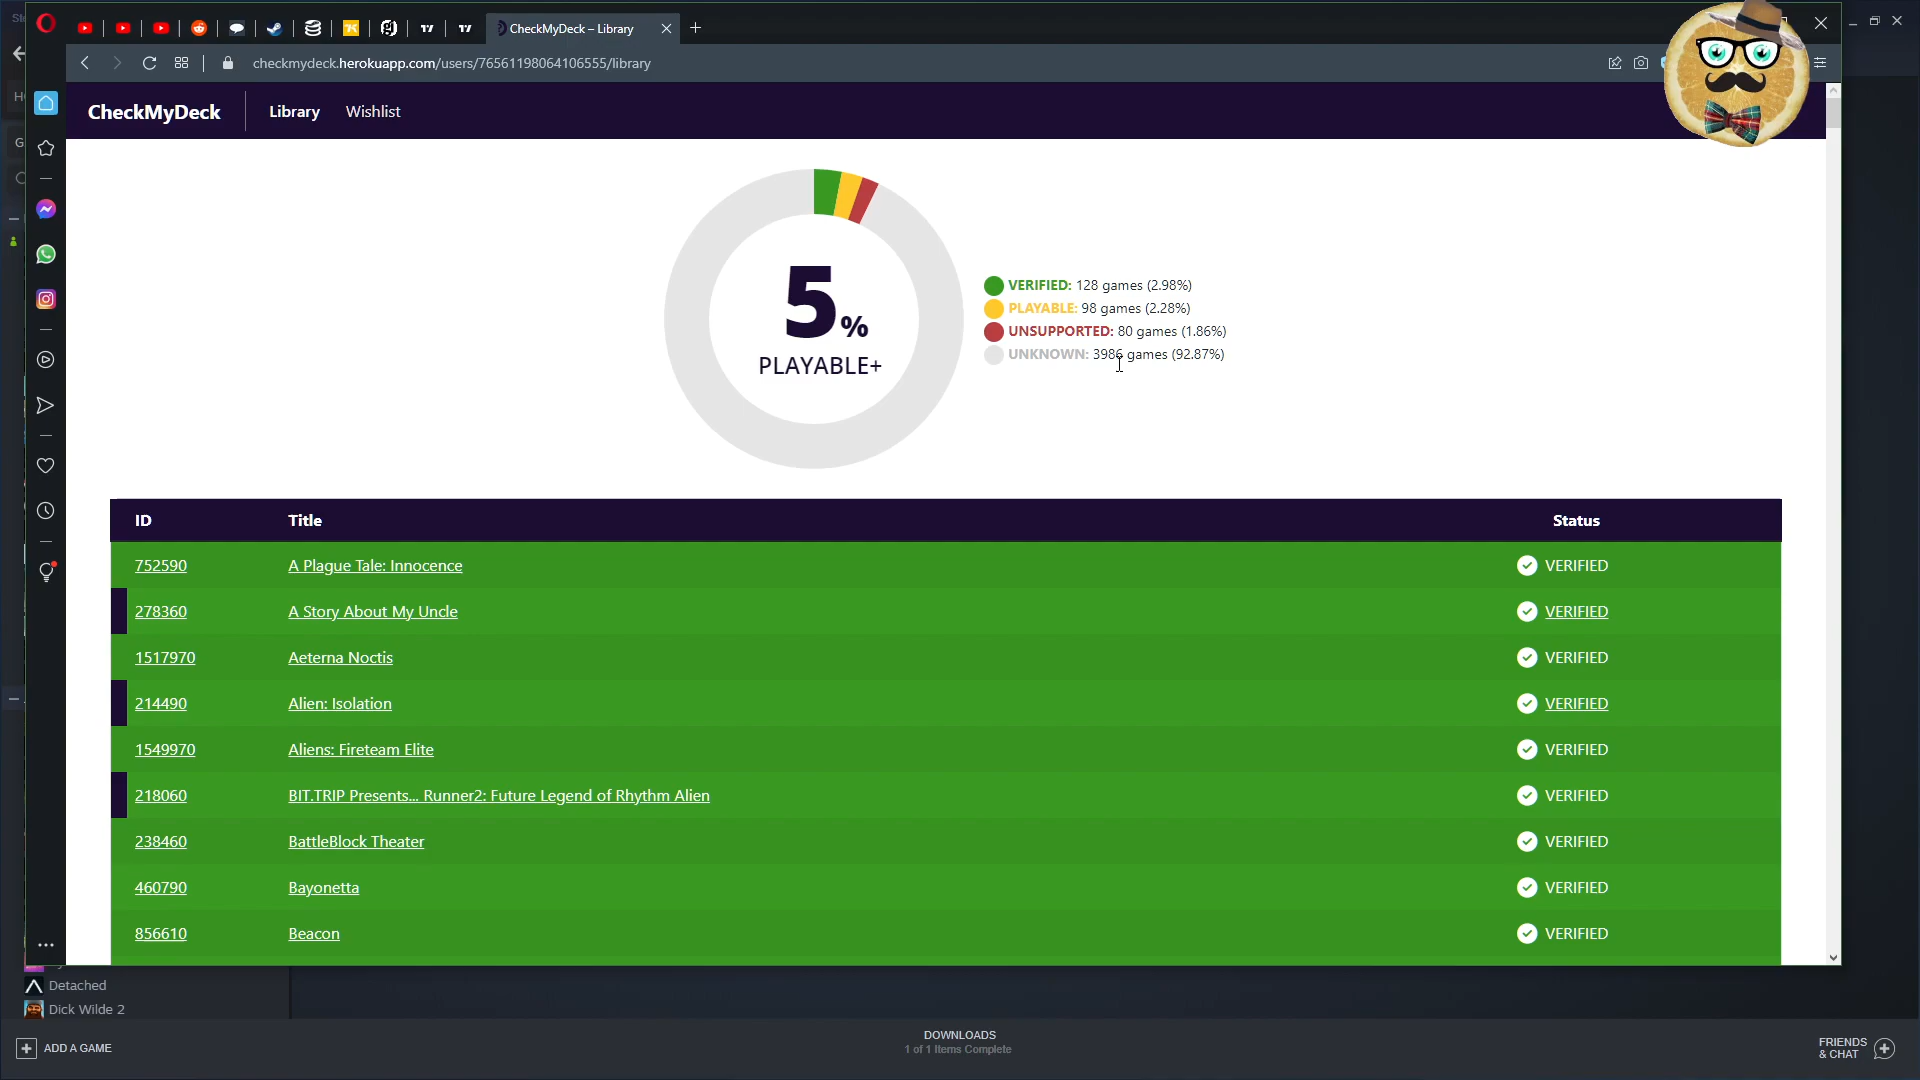 CheckMyDeck – Library
checkmydeck.herokuapp.com/users/76561198064106555/library
CheckMyDeck
Library
Wishlist
5%
PLAYABLE+
VERIFIED: 128 games (2.98%)
PLAYABLE: 98 games (2.28%)
UNSUPPORTED: 80 games (1.86%)
UNKNOWN: 3986 games (92.87%)
ID Title Status
752590 A Plague Tale: Innocence VERIFIED
278360 A Story About My Uncle VERIFIED
1517970 Aeterna Noctis VERIFIED
214490 Alien: Isolation VERIFIED
1549970 Aliens: Fireteam Elite VERIFIED
218060 BIT.TRIP Presents... Runner2: Future Legend of Rhythm Alien VERIFIED
238460 BattleBlock Theater VERIFIED
460790 Bayonetta VERIFIED
856610 Beacon VERIFIED
Detached
Dick Wilde 2
ADD A GAME
DOWNLOADS
1 of 1 Items Complete
FRIENDS
& CHAT